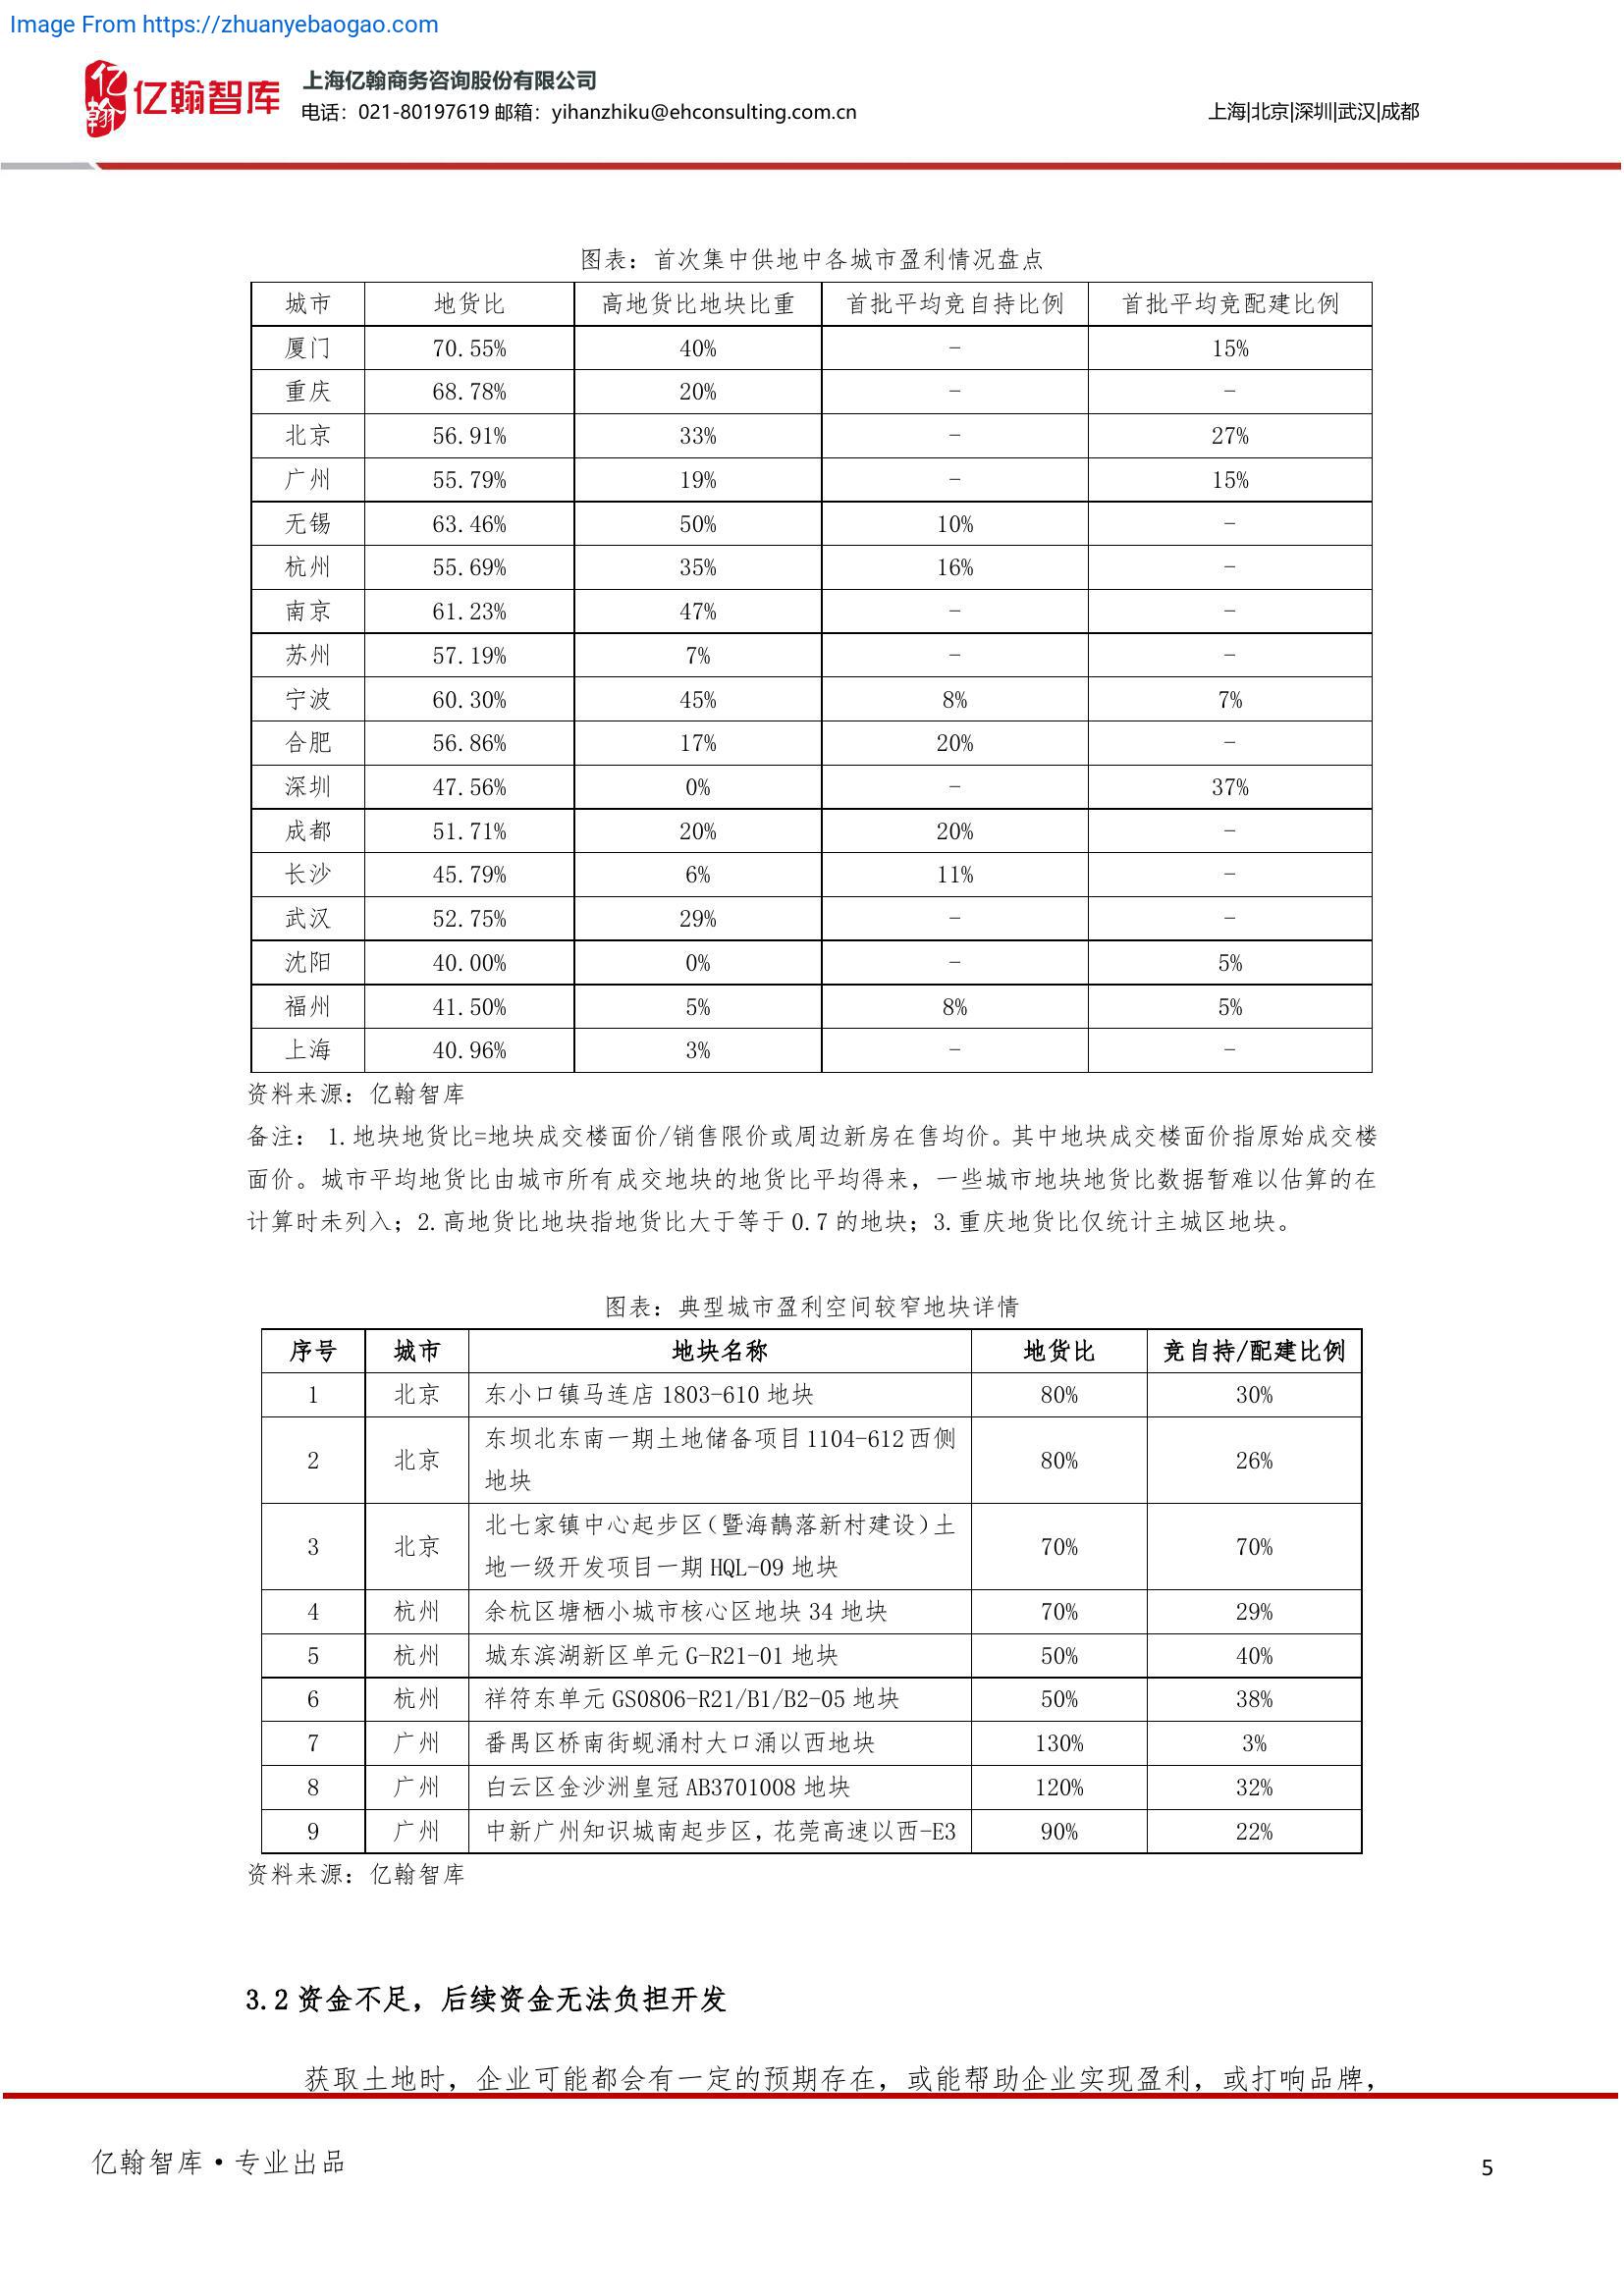 Image From https://zhuanyebaogao.com
亿翰
亿翰智库
上海亿翰商务咨询股份有限公司
电话：021-80197619 邮箱：yihanzhiku@ehconsulting.com.cn
上海|北京|深圳|武汉|成都
图表：首次集中供地中各城市盈利情况盘点
城市 地货比 高地货比地块比重 首批平均竞自持比例 首批平均竞配建比例
厦门 70.55% 40% - 15%
重庆 68.78% 20% - -
北京 56.91% 33% - 27%
广州 55.79% 19% - 15%
无锡 63.46% 50% 10% -
杭州 55.69% 35% 16% -
南京 61.23% 47% - -
苏州 57.19% 7% - -
宁波 60.30% 45% 8% 7%
合肥 56.86% 17% 20% -
深圳 47.56% 0% - 37%
成都 51.71% 20% 20% -
长沙 45.79% 6% 11% -
武汉 52.75% 29% - -
沈阳 40.00% 0% - 5%
福州 41.50% 5% 8% 5%
上海 40.96% 3% - -
资料来源：亿翰智库
备注： 1.地块地货比=地块成交楼面价/销售限价或周边新房在售均价。其中地块成交楼面价指原始成交楼
面价。城市平均地货比由城市所有成交地块的地货比平均得来，一些城市地块地货比数据暂难以估算的在
计算时未列入；2.高地货比地块指地货比大于等于 0.7 的地块；3.重庆地货比仅统计主城区地块。
图表：典型城市盈利空间较窄地块详情
序号 城市 地块名称 地货比 竞自持/配建比例
1 北京 东小口镇马连店 1803-610 地块 80% 30%
2 北京 东坝北东南一期土地储备项目 1104-612 西侧
地块 80% 26%
3 北京 北七家镇中心起步区（暨海鶄落新村建设）土
地一级开发项目一期 HQL-09 地块 70% 70%
4 杭州 余杭区塘栖小城市核心区地块 34 地块 70% 29%
5 杭州 城东滨湖新区单元 G-R21-01 地块 50% 40%
6 杭州 祥符东单元 GS0806-R21/B1/B2-05 地块 50% 38%
7 广州 番禺区桥南街蚬涌村大口涌以西地块 130% 3%
8 广州 白云区金沙洲皇冠 AB3701008 地块 120% 32%
9 广州 中新广州知识城南起步区，花莞高速以西-E3 90% 22%
资料来源：亿翰智库
3.2 资金不足，后续资金无法负担开发
获取土地时，企业可能都会有一定的预期存在，或能帮助企业实现盈利，或打响品牌，
亿翰智库•专业出品
5